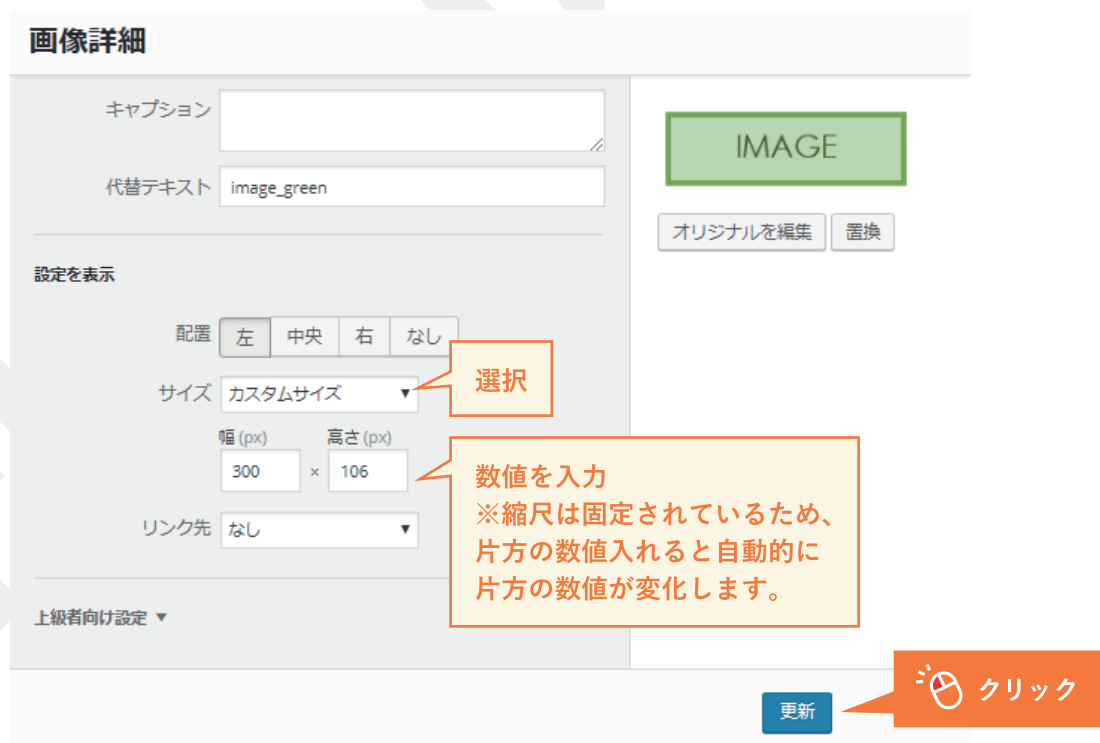 画像詳細
キャプション
代替テキスト image_green
IMAGE
オリジナルを編集 置換
設定を表示
配置 左 中央 右 なし
サイズ カスタムサイズ ▼
選択
幅 (px) 高さ (px)
300 × 106
数値を入力
※縮尺は固定されているため、
片方の数値入れると自動的に
片方の数値が変化します。
リンク先 なし ▼
上級者向け設定 ▼
更新
クリック